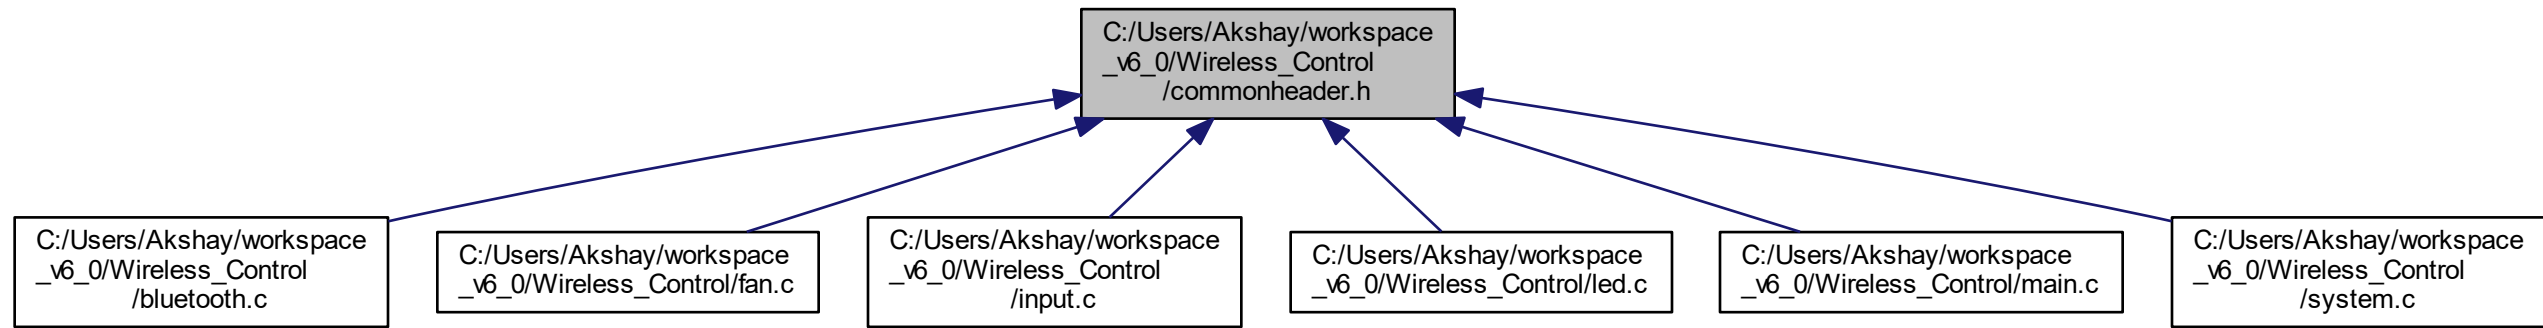 C:/Users/Akshay/workspace
_v6_0/Wireless_Control
/commonheader.h
C:/Users/Akshay/workspace
_v6_0/Wireless_Control
/bluetooth.c
C:/Users/Akshay/workspace
_v6_0/Wireless_Control/fan.c
C:/Users/Akshay/workspace
_v6_0/Wireless_Control
/input.c
C:/Users/Akshay/workspace
_v6_0/Wireless_Control/led.c
C:/Users/Akshay/workspace
_v6_0/Wireless_Control/main.c
C:/Users/Akshay/workspace
_v6_0/Wireless_Control
/system.c